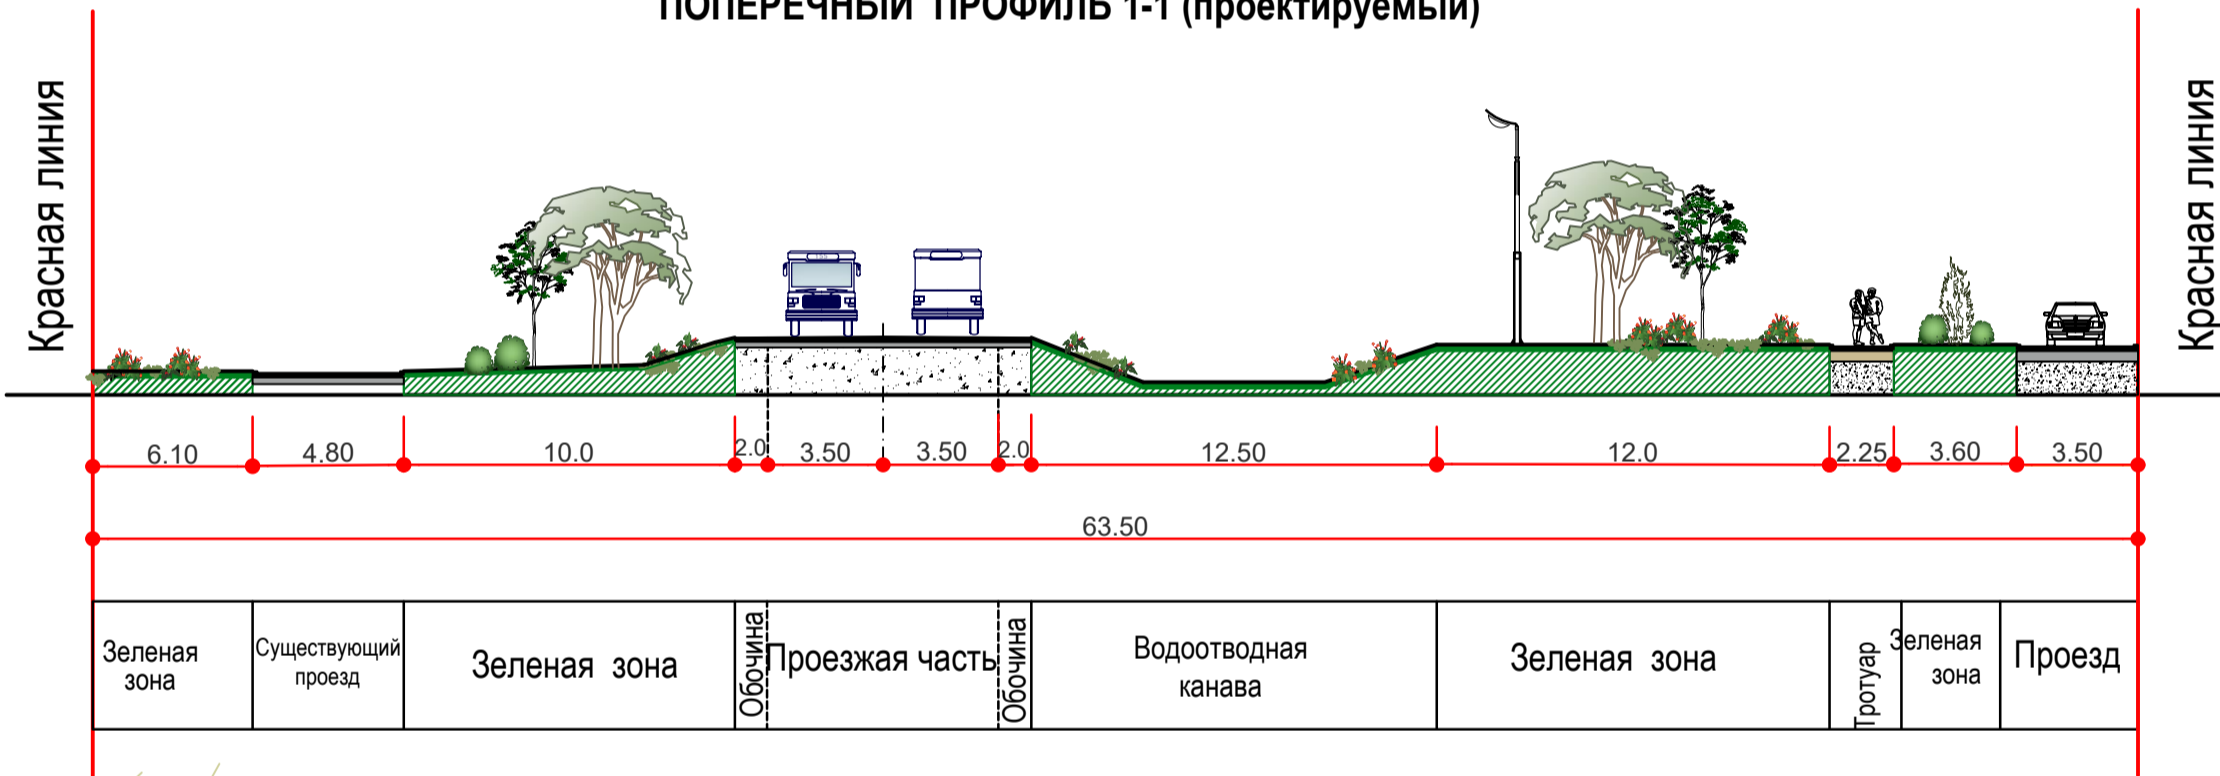 ПОПЕРЕЧНЫЙ ПРОФИЛЬ 1-1 (проектируемый)
Красная линия
Красная линия
6.10
4.80
10.0
2.0
3.50
3.50
2.0
12.50
12.0
2.25
3.60
3.50
63.50
Зеленая
зона
Существующий
проезд
Зеленая зона
Обочина
Проезжая часть
Обочина
Водоотводная
канава
Зеленая зона
Тротуар
Зеленая
зона
Проезд